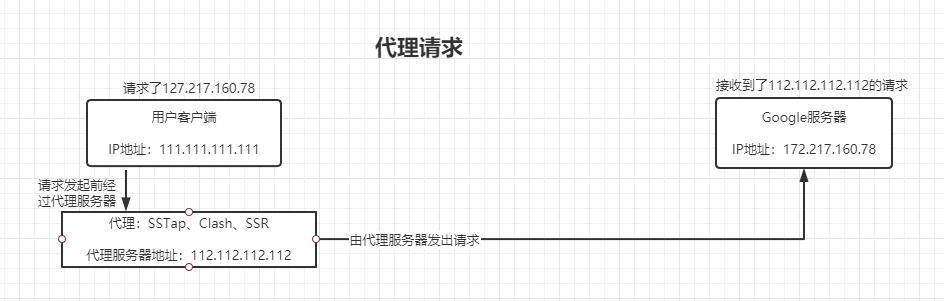 代理请求
请求了127.217.160.78
接收到了112.112.112.112的请求
用户客户端
IP地址：111.111.111.111
Google服务器
IP地址：172.217.160.78
请求发起前经
过代理服务器
代理：SSTap、Clash、SSR
代理服务器地址：112.112.112.112
由代理服务器发出请求